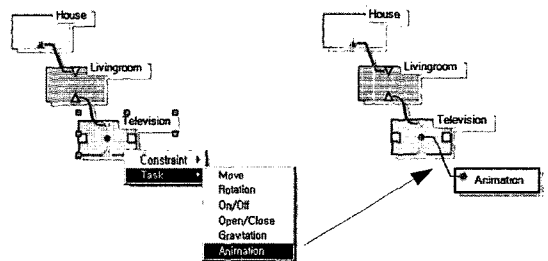 House
Livingroom
Television
Constraint
Task
Move
Rotation
On/Off
Open/Close
Gravitation
Animation
House
Livingroom
Television
Animation